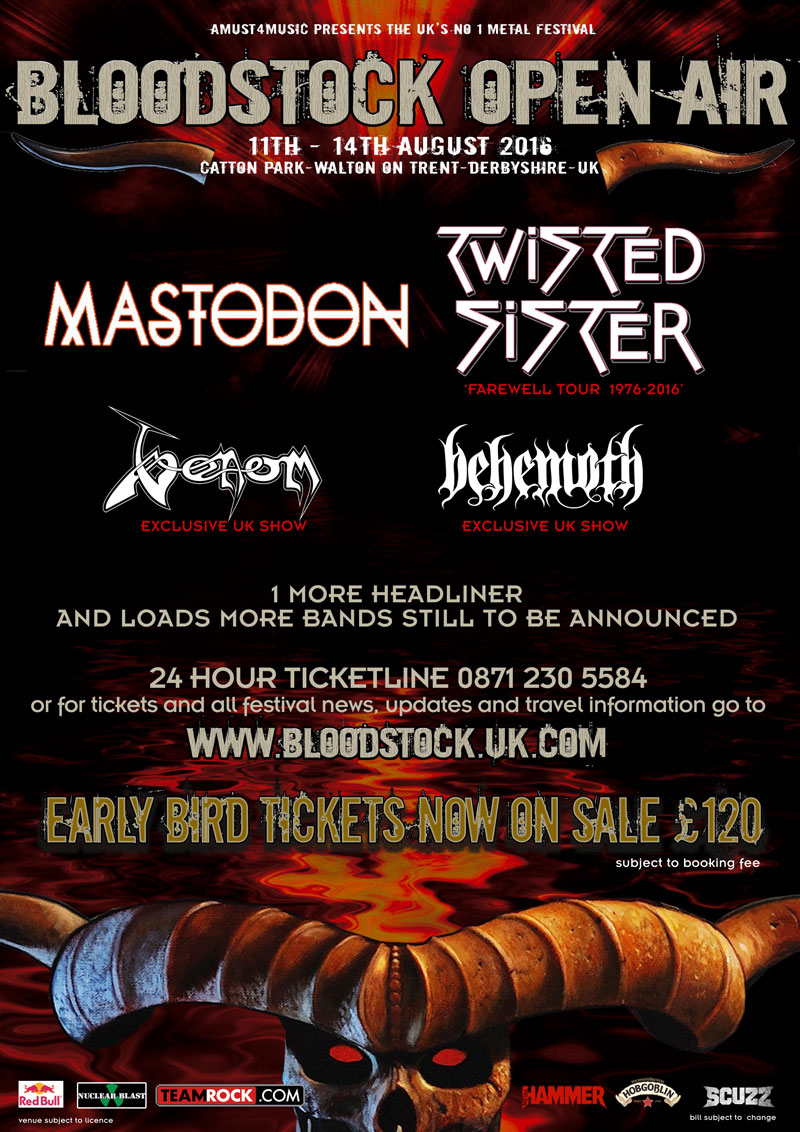 AMUST4MUSIC PRESENTS THE UK'S NO 1 METAL FESTIVAL
BLOODSTOCK OPEN AIR
11TH - 14TH AUGUST 2016
CATTON PARK-WALTON ON TRENT-DERBYSHIRE-UK
MASTODON
TWISTED
SISTER
'FAREWELL TOUR 1976-2016'
VENOM
EXCLUSIVE UK SHOW
behemoth
EXCLUSIVE UK SHOW
1 MORE HEADLINER
AND LOADS MORE BANDS STILL TO BE ANNOUNCED
24 HOUR TICKETLINE 0871 230 5584
or for tickets and all festival news, updates and travel information go to
WWW.BLOODSTOCK.UK.COM
EARLY BIRD TICKETS NOW ON SALE £120
subject to booking fee
Red Bull
NUCLEAR BLAST
TEAMROCK.COM
HAMMER
HOBGOBLIN
SCUZZ
venue subject to licence
bill subject to change